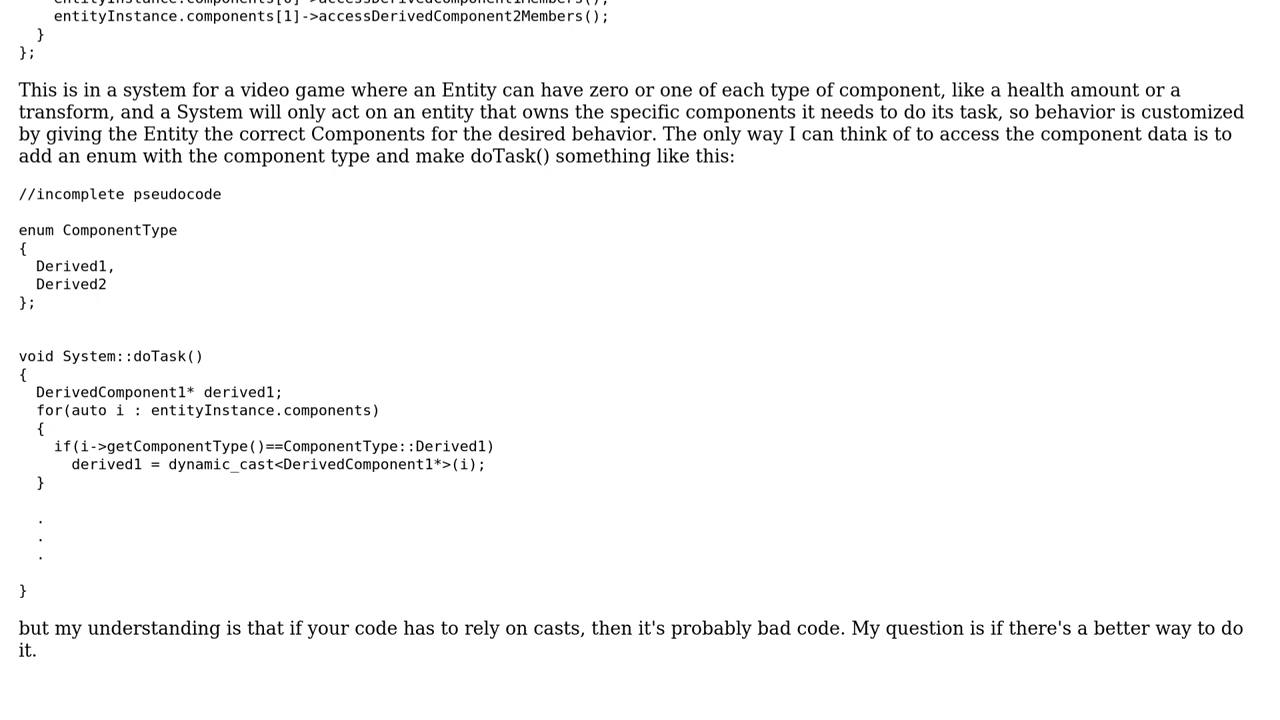 entityInstance.components[0]->accessDerivedComponent1Members();
entityInstance.components[1]->accessDerivedComponent2Members();
}
};
This is in a system for a video game where an Entity can have zero or one of each type of component, like a health amount or a
transform, and a System will only act on an entity that owns the specific components it needs to do its task, so behavior is customized
by giving the Entity the correct Components for the desired behavior. The only way I can think of to access the component data is to
add an enum with the component type and make doTask() something like this:
//incomplete pseudocode
enum ComponentType
{
Derived1,
Derived2
};
void System::doTask()
{
DerivedComponent1* derived1;
for(auto i : entityInstance.components)
{
if(i->getComponentType()==ComponentType::Derived1)
derived1 = dynamic_cast<DerivedComponent1*>(i);
}
.
.
.
}
but my understanding is that if your code has to rely on casts, then it's probably bad code. My question is if there's a better way to do
it.